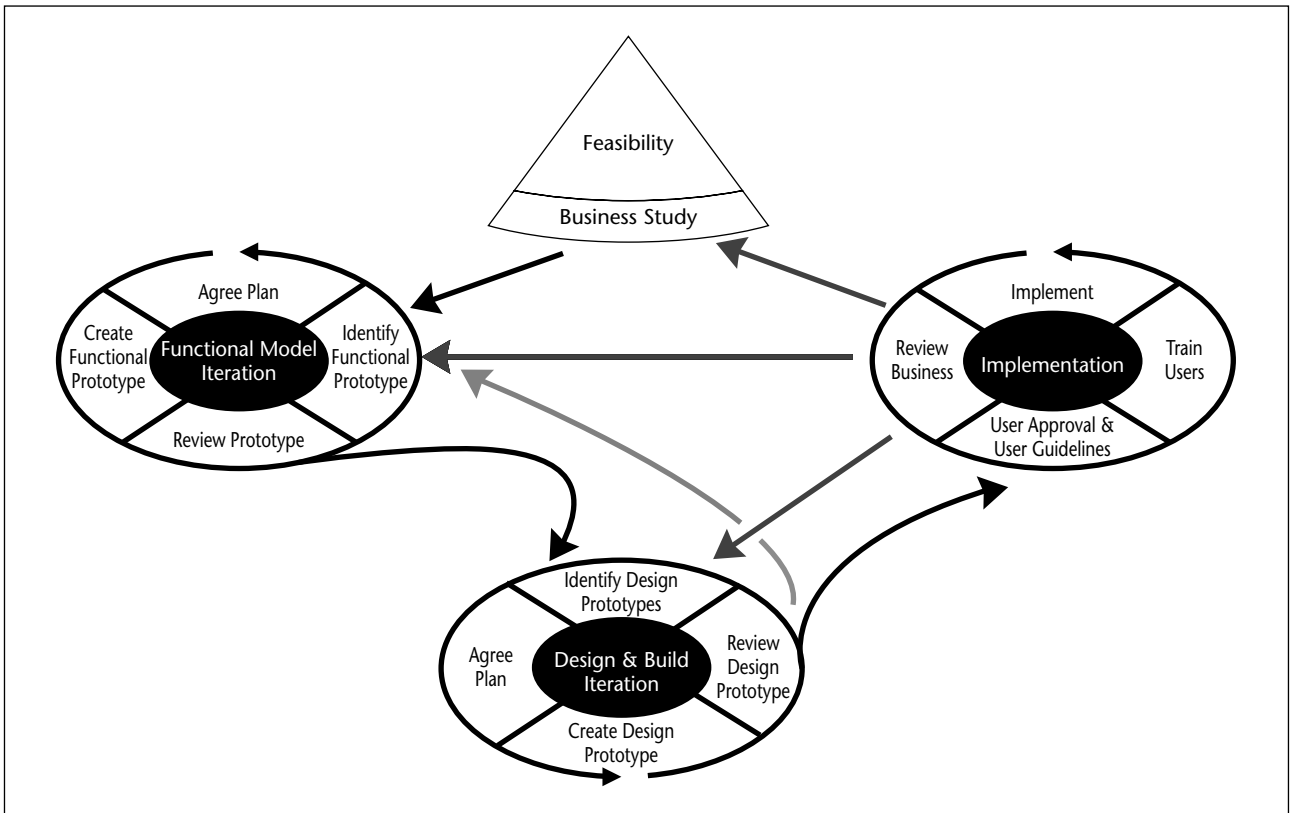 Feasibility
Business Study
Agree Plan
Create
Functional
Prototype
Functional Model
Iteration
Identify
Functional
Prototype
Review Prototype
Implement
Review
Business
Implementation
Train
Users
User Approval &
User Guidelines
Identify Design
Prototypes
Agree
Plan
Design & Build
Iteration
Review
Design
Prototype
Create Design
Prototype